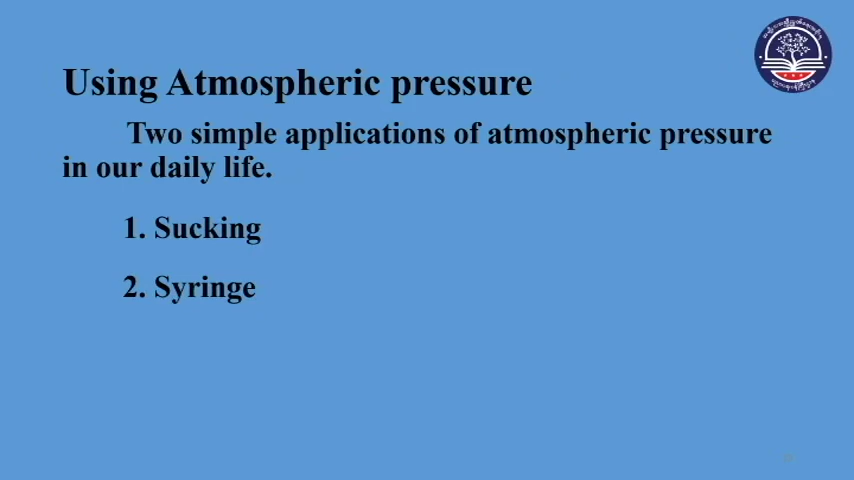 Using Atmospheric pressure
Two simple applications of atmospheric pressure
in our daily life.
1. Sucking
2. Syringe